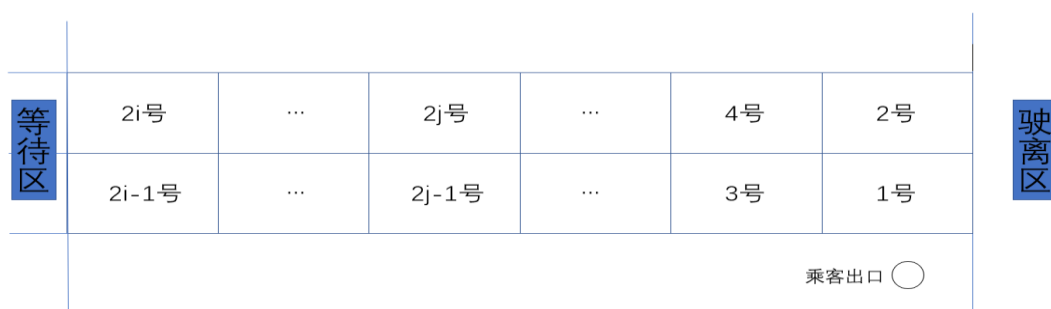 等待区
2i号 … 2j号 … 4号 2号
2i-1号 … 2j-1号 … 3号 1号
驶离区
乘客出口